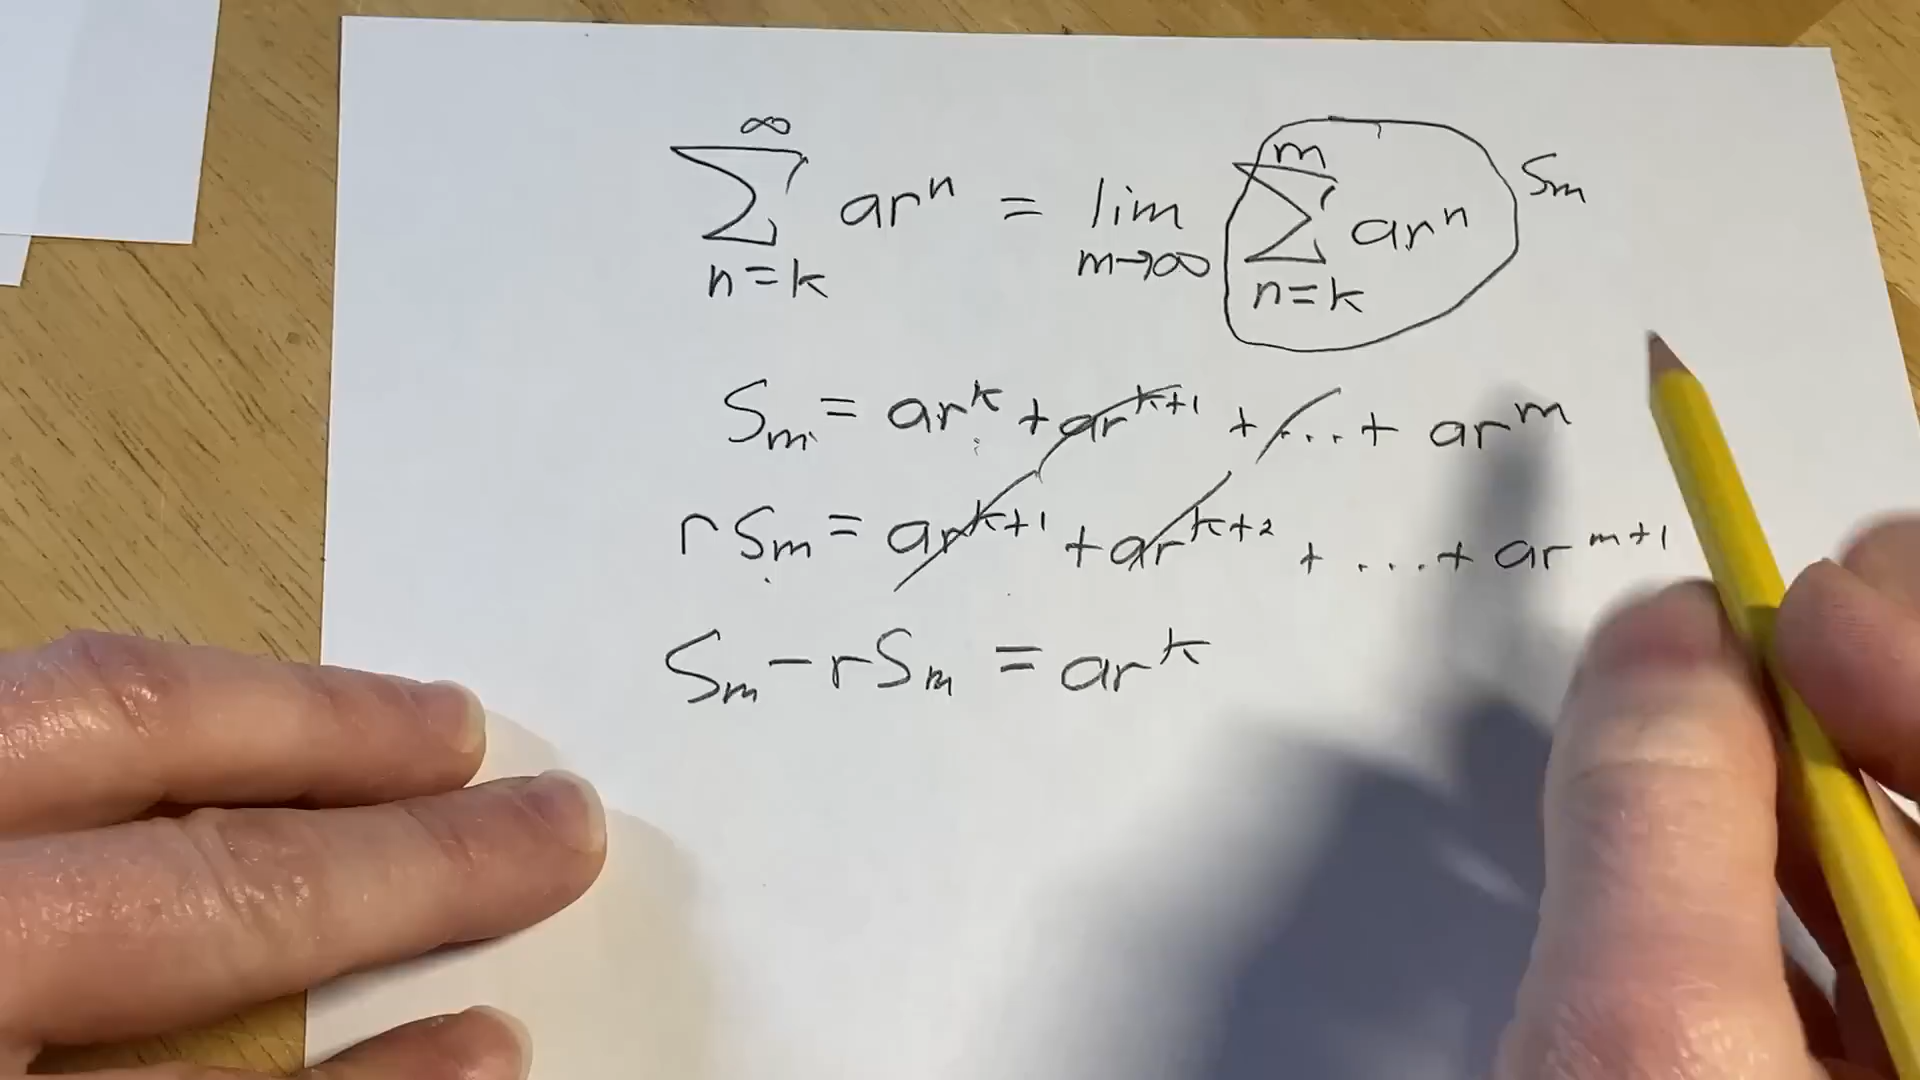 ∑_{n=k}^{∞} ar^n = lim_{m→∞} ∑_{n=k}^{m} ar^n S_m
S_m = ar^k + ar^{k+1} + ... + ar^m
rS_m = ar^{k+1} + ar^{k+2} + ... + ar^{m+1}
S_m − rS_m = ar^k